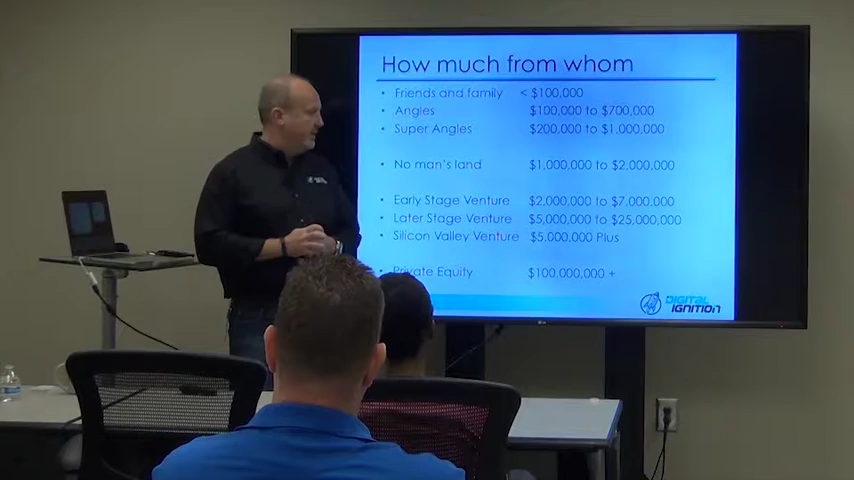 How much from whom
• Friends and family < $100,000
• Angles $100,000 to $700,000
• Super Angles $200,000 to $1,000,000
• No man's land $1,000,000 to $2,000,000
• Early Stage Venture $2,000,000 to $7,000,000
• Later Stage Venture $5,000,000 to $25,000,000
• Silicon Valley Venture $5,000,000 Plus
• Private Equity $100,000,000 +
DIGITAL
IGNITION